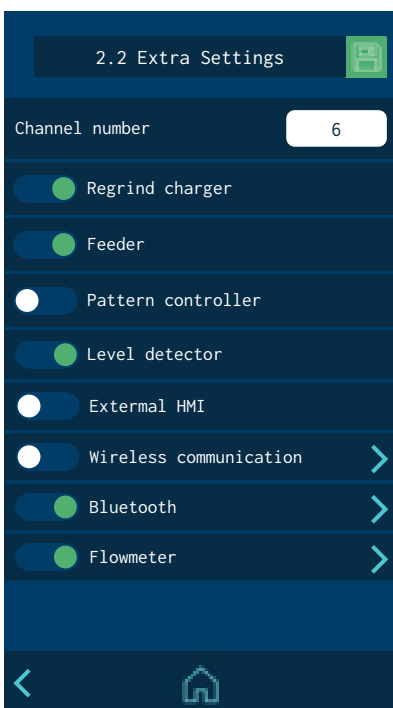 2.2 Extra Settings
Channel number 6
Regrind charger
Feeder
Pattern controller
Level detector
Extermal HMI
Wireless communication
Bluetooth
Flowmeter